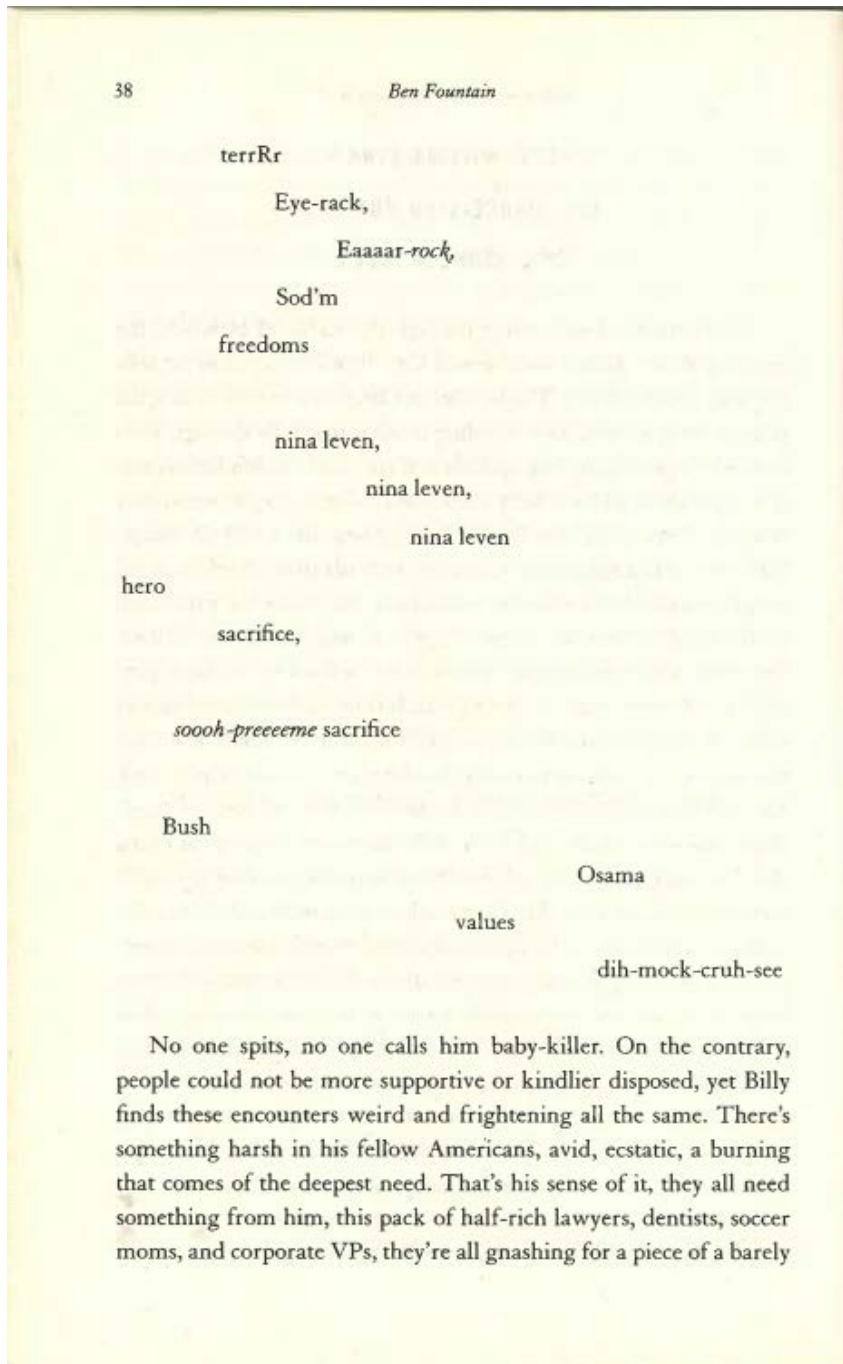 38 Ben Fountain
terrRr
Eye-rack,
Eaaaar-rock,
Sod'm
freedoms
nina leven,
nina leven,
nina leven
hero
sacrifice,
soooh-preeeeme sacrifice
Bush
Osama
values
dih-mock-cruh-see
No one spits, no one calls him baby-killer. On the contrary,
people could not be more supportive or kindlier disposed, yet Billy
finds these encounters weird and frightening all the same. There's
something harsh in his fellow Americans, avid, ecstatic, a burning
that comes of the deepest need. That's his sense of it, they all need
something from him, this pack of half-rich lawyers, dentists, soccer
moms, and corporate VPs, they're all gnashing for a piece of a barely